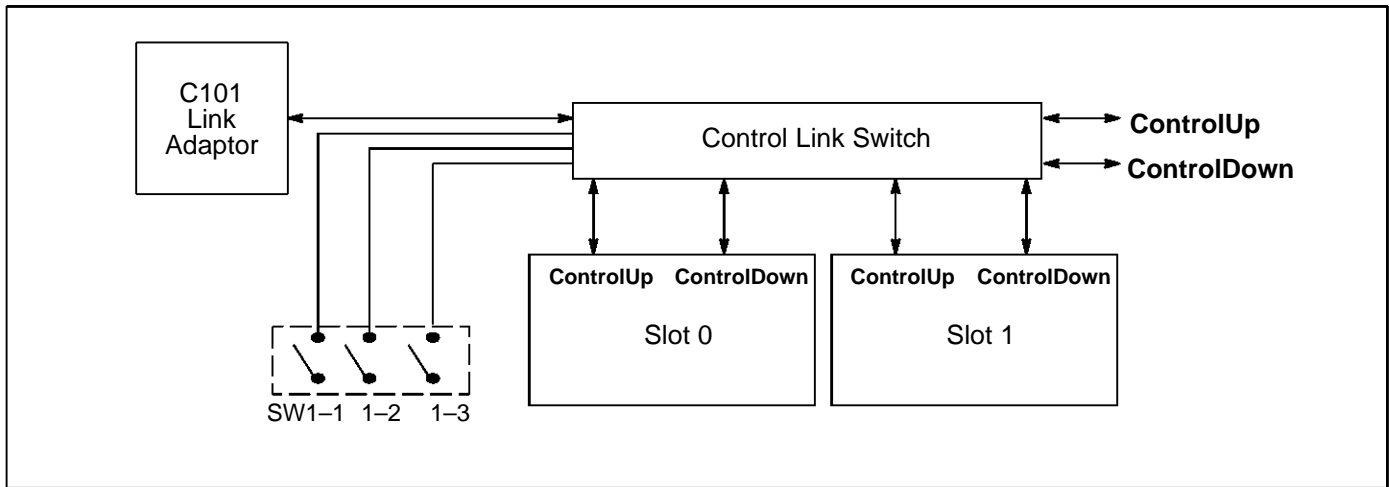 C101
Link
Adaptor
Control Link Switch
ControlUp
ControlDown
ControlUp ControlDown
Slot 0
ControlUp ControlDown
Slot 1
SW1–1 1–2 1–3